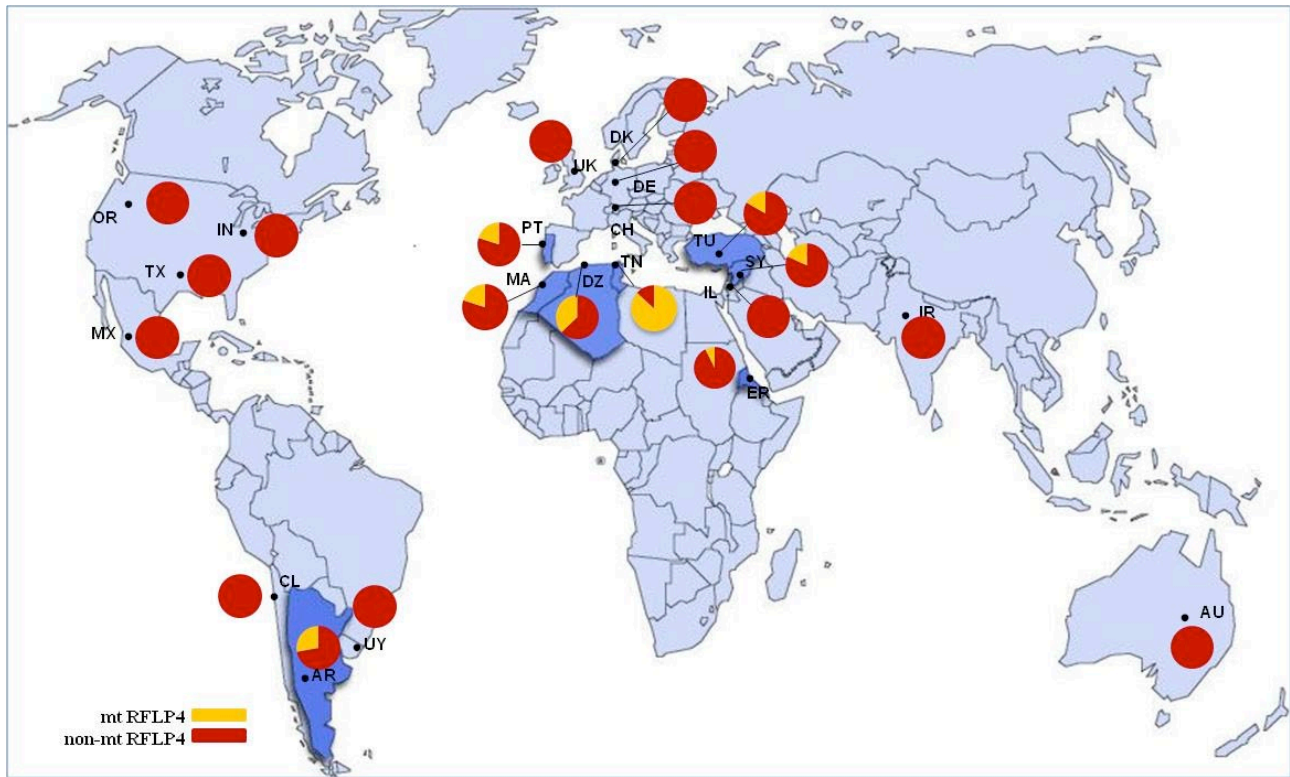 DK
UK
DE
OR
IN
PT
CH
TU
TX
MA
DZ
TN
SY
IL
MX
IR
ER
CL
AU
UY
AR
mt RFLP4
non-mt RFLP4